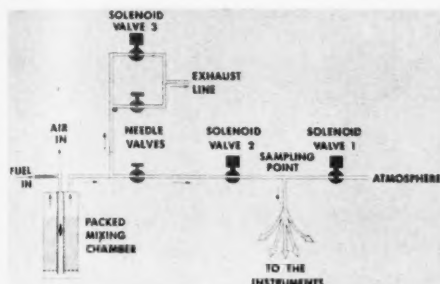 SOLENOID
VALVE 3
EXHAUST
LINE
AIR
IN
NEEDLE
VALVES
SOLENOID
VALVE 2
SAMPLING
POINT
SOLENOID
VALVE 1
FUEL
IN
ATMOSPHERE
PACKED
MIXING
CHAMBER
TO THE
INSTRUMENTS